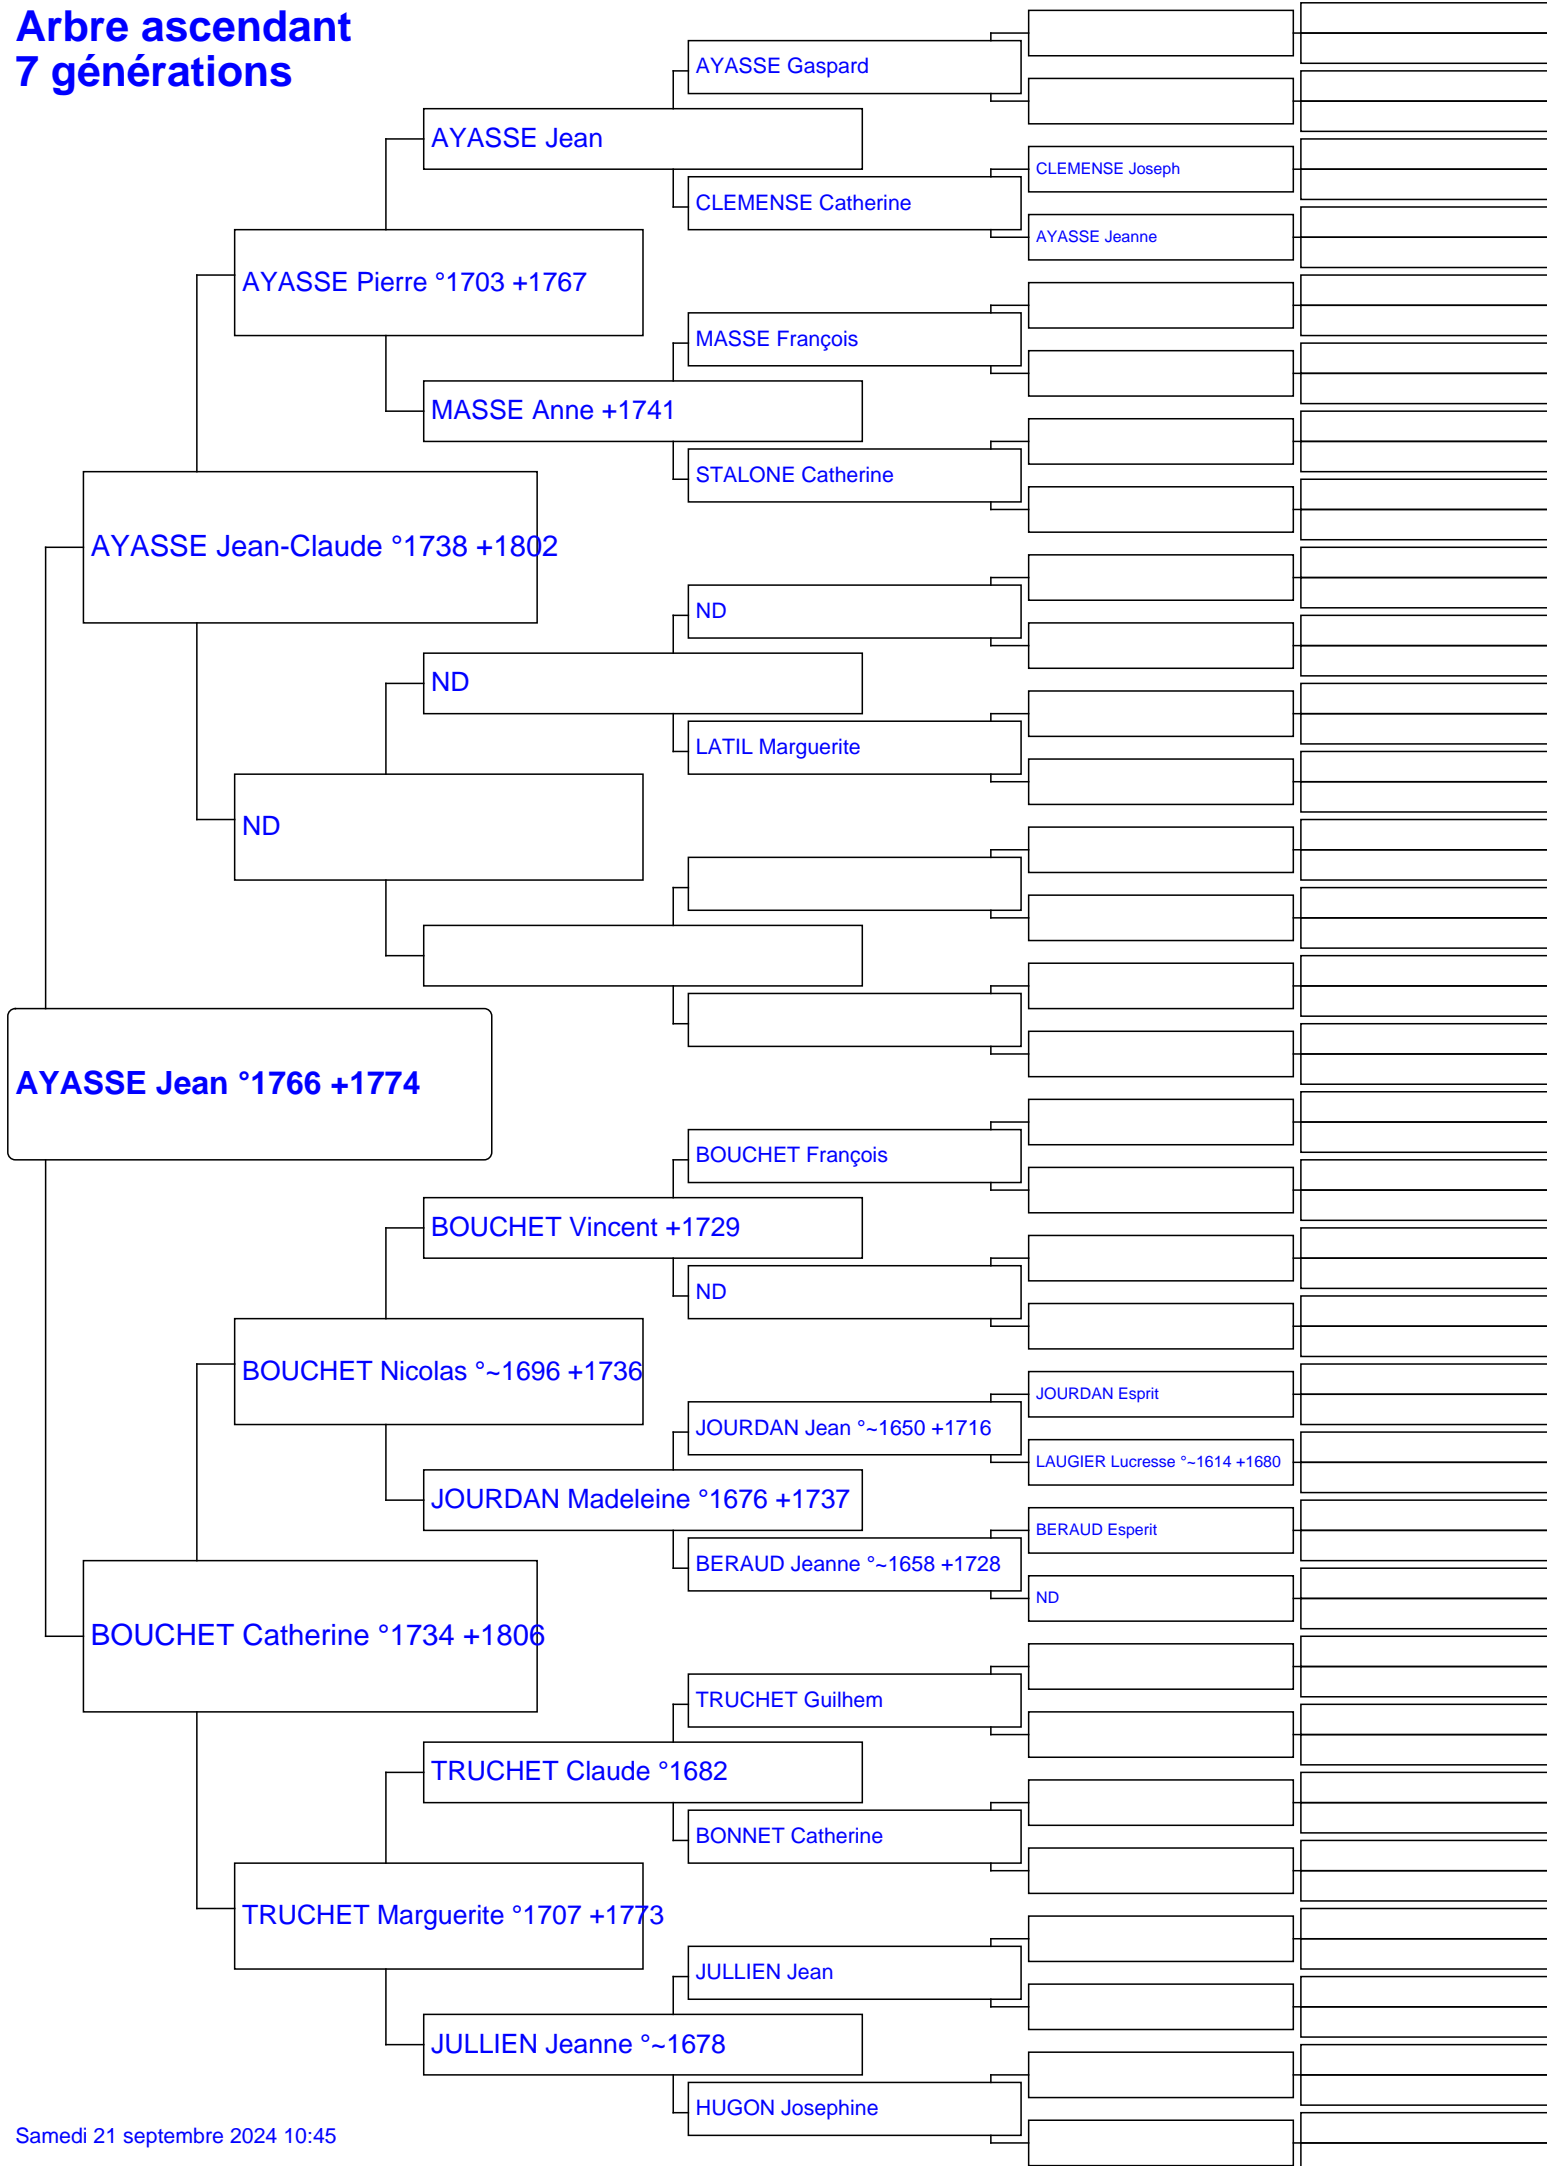 Arbre ascendant
7 générations
AYASSE Gaspard
AYASSE Jean
CLEMENSE Joseph
CLEMENSE Catherine
AYASSE Jeanne
AYASSE Pierre °1703 +1767
MASSE François
MASSE Anne +1741
STALONE Catherine
AYASSE Jean-Claude °1738 +1802
ND
ND
LATIL Marguerite
ND
AYASSE Jean °1766 +1774
BOUCHET François
BOUCHET Vincent +1729
ND
BOUCHET Nicolas °~1696 +1736
JOURDAN Esprit
JOURDAN Jean °~1650 +1716
LAUGIER Lucresse °~1614 +1680
JOURDAN Madeleine °1676 +1737
BERAUD Esperit
BERAUD Jeanne °~1658 +1728
ND
BOUCHET Catherine °1734 +1806
TRUCHET Guilhem
TRUCHET Claude °1682
BONNET Catherine
TRUCHET Marguerite °1707 +1773
JULLIEN Jean
JULLIEN Jeanne °~1678
HUGON Josephine
Samedi 21 septembre 2024 10:45